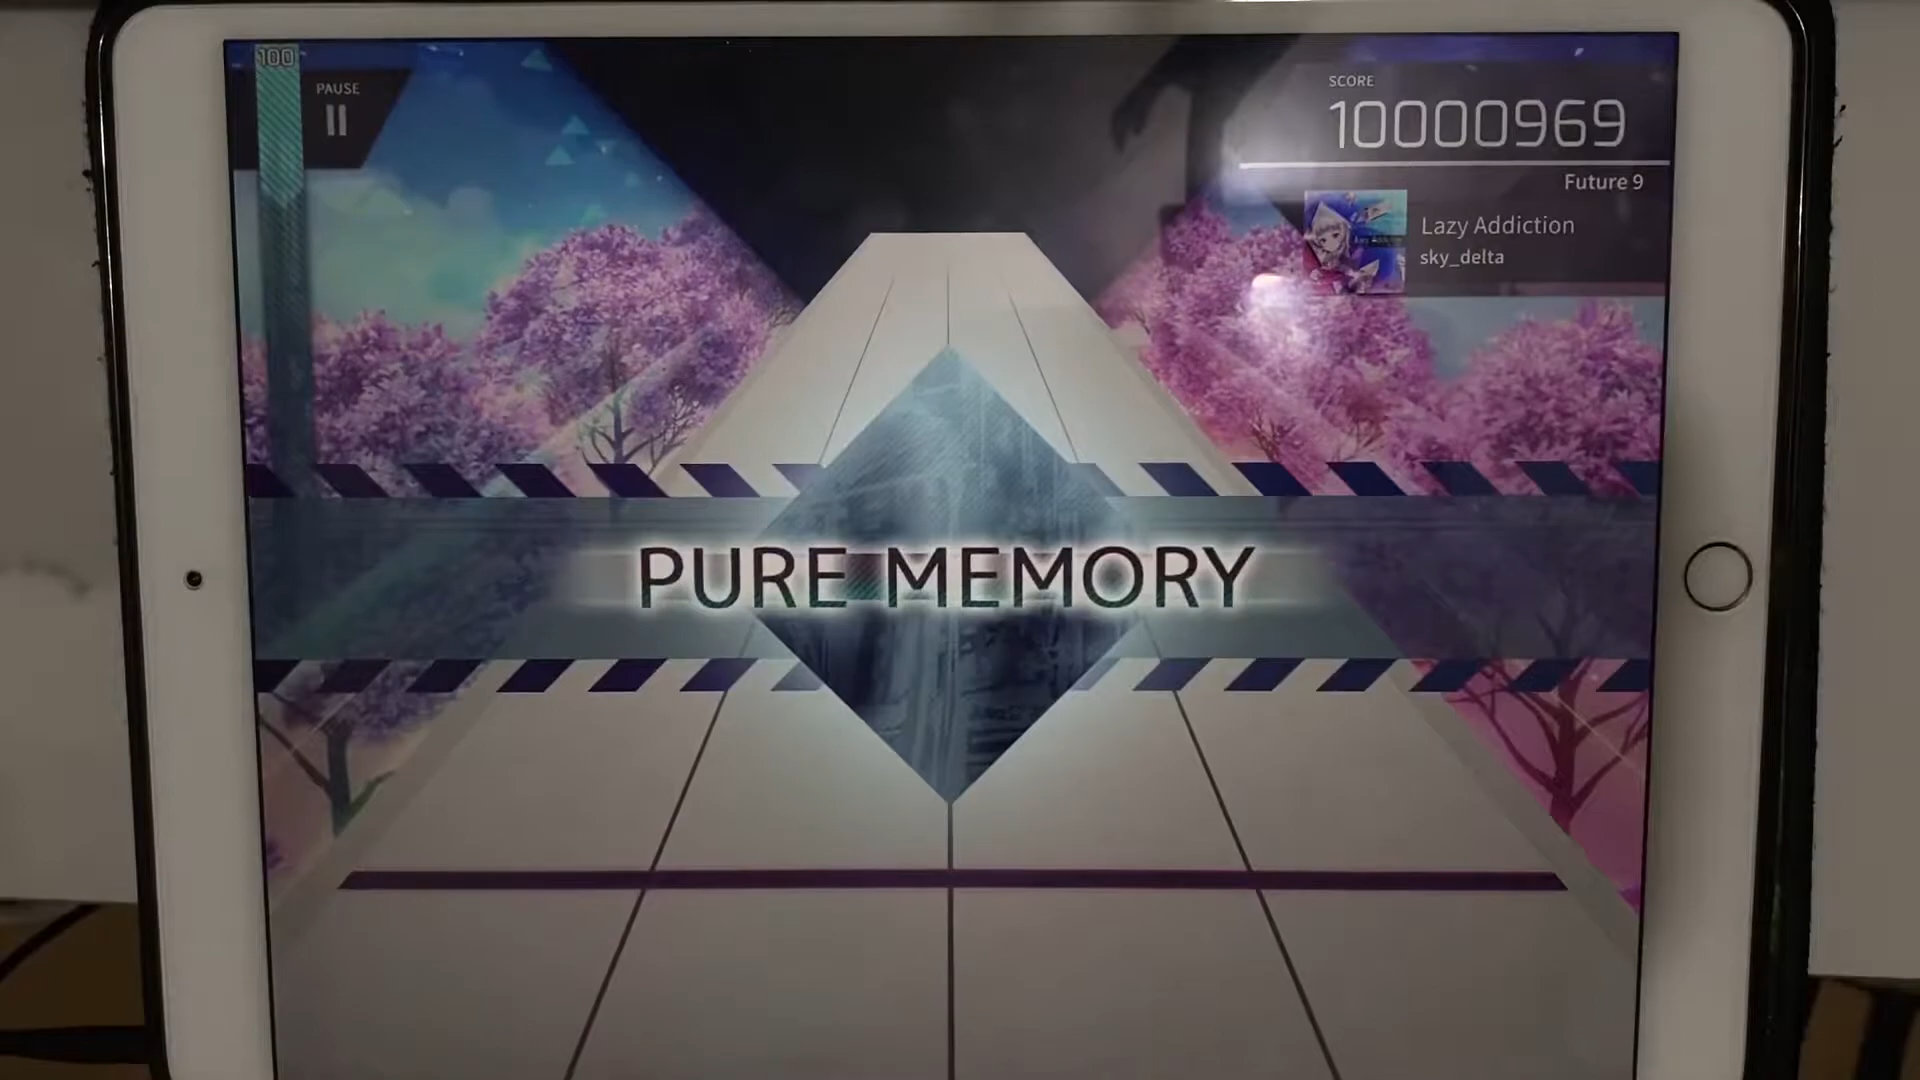 100
PAUSE
SCORE
10000969
Future 9
Lazy Addiction
sky_delta
PURE MEMORY